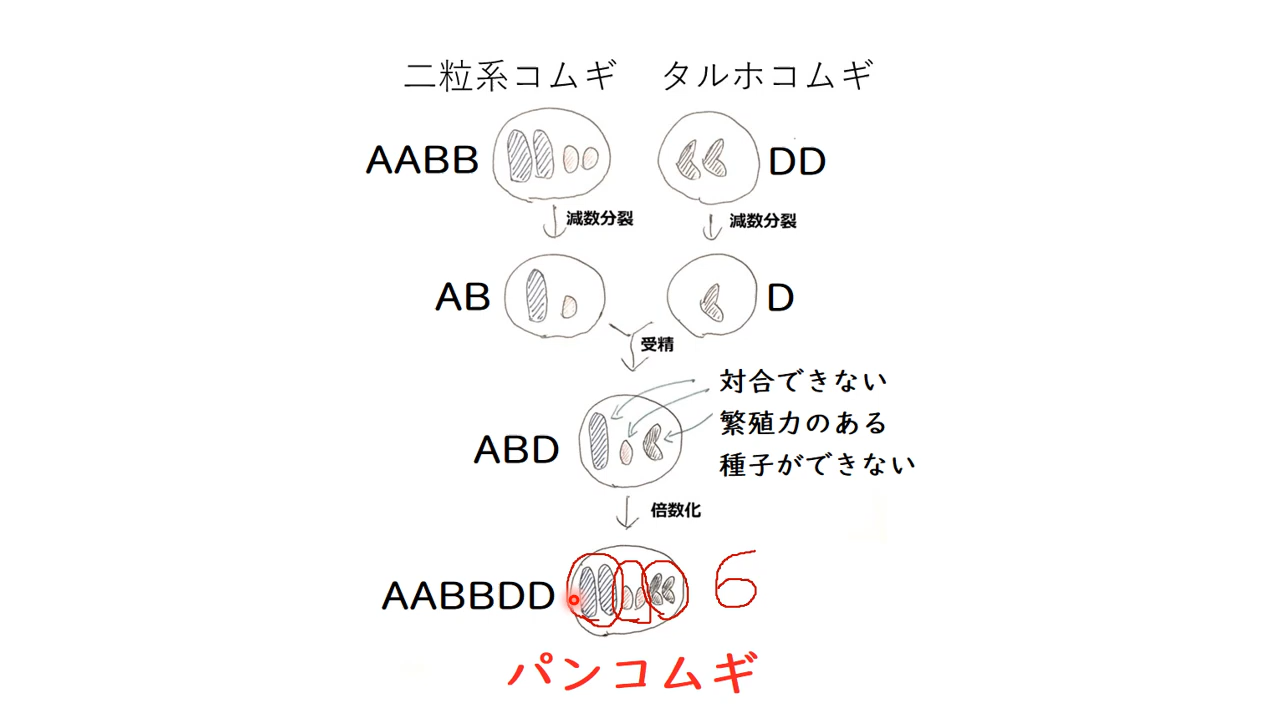 二粒系コムギ タルホコムギ
AABB DD
減数分裂 減数分裂
AB D
受精
対合できない
繁殖力のある
種子ができない
ABD
倍数化
AABBDD 6
パンコムギ